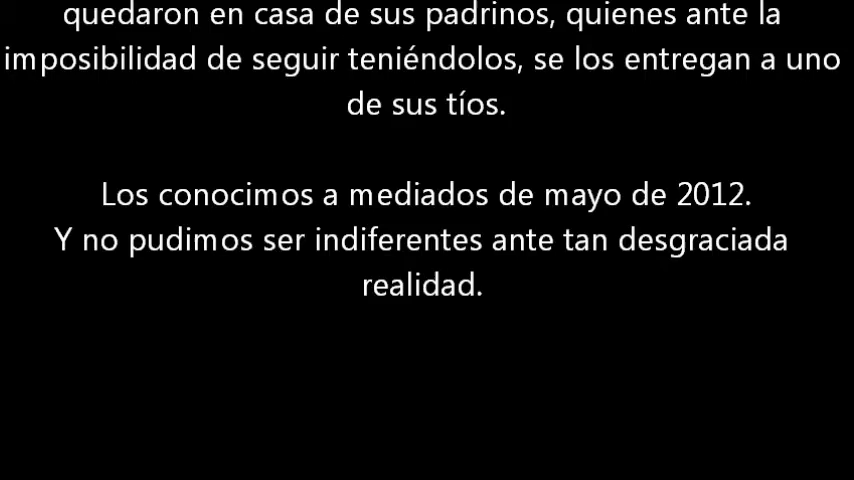 quedaron en casa de sus padrinos, quienes ante la
imposibilidad de seguir teniéndolos, se los entregan a uno
de sus tíos.
Los conocimos a mediados de mayo de 2012.
Y no pudimos ser indiferentes ante tan desgraciada
realidad.